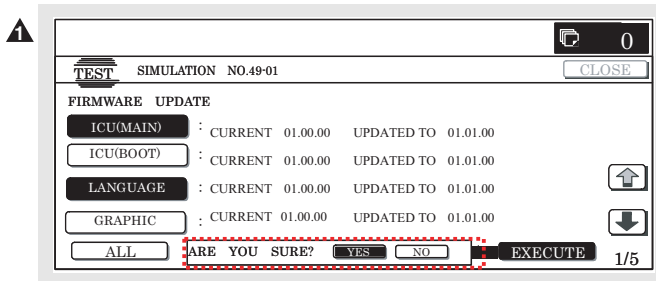 1
0
TEST SIMULATION NO.49-01 CLOSE
FIRMWARE UPDATE
ICU(MAIN) : CURRENT 01.00.00 UPDATED TO 01.01.00
ICU(BOOT) : CURRENT 01.00.00 UPDATED TO 01.01.00
LANGUAGE : CURRENT 01.00.00 UPDATED TO 01.01.00
GRAPHIC : CURRENT 01.00.00 UPDATED TO 01.01.00
ALL ARE YOU SURE? YES NO EXECUTE 1/5